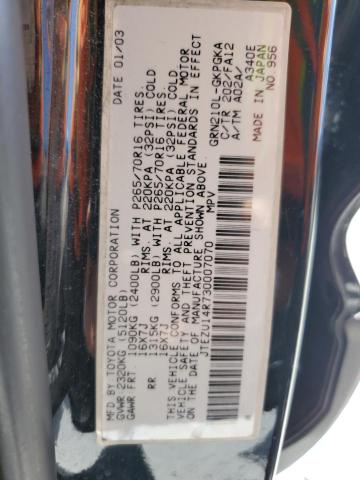 MFD BY TOYOTA MOTOR CORPORATION DATE 01/03
GVWR 2320KG (5120LB)
GAWR FRT 1090KG (2400LB) WITH P265/70R16 TIRES.
16X7J RIMS. AT 220KPA (32PSI) COLD
RR 1315KG (2900LB) WITH P265/70R16 TIRES.
16X7J RIMS. AT 220KPA (32PSI) COLD
THIS VEHICLE CONFORMS TO ALL APPLICABLE FEDERAL MOTOR
VEHICLE SAFETY AND THEFT PREVENTION STANDARDS IN EFFECT
ON THE DATE OF MANUFACTURE SHOWN ABOVE.
JTEZU14R730007070 MPV
GRN210L-GKPGKA
C/TR 202/FA12
A/TM A02A/ A340E
MADE IN JAPAN
NO 956